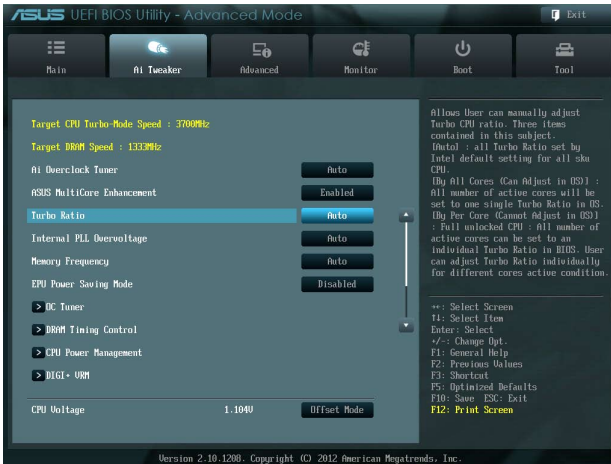 ASUS UEFI BIOS Utility - Advanced Mode
Exit
Main
Ai Tweaker
Advanced
Monitor
Boot
Tool
Target CPU Turbo-Mode Speed : 3700MHz
Target DRAM Speed : 1333MHz
Ai Overclock Tuner Auto
ASUS MultiCore Enhancement Enabled
Turbo Ratio Auto
Internal PLL Overvoltage Auto
Memory Frequency Auto
EPU Power Saving Mode Disabled
> OC Tuner
> DRAM Timing Control
> CPU Power Management
> DIGI+ VRM
CPU Voltage 1.104V Offset Mode
Allows User can manually adjust
Turbo CPU ratio. Three items
contained in this subject.
[Auto] : all Turbo Ratio set by
Intel default setting for all sku
CPU.
[By All Cores (Can Adjust in OS)] :
All number of active cores will be
set to one single Turbo Ratio in OS.
[By Per Core (Cannot Adjust in OS)]
: Full unlocked CPU : All number of
active cores can be set to an
individual Turbo Ratio in BIOS. User
can adjust Turbo Ratio individually
for different cores active condition.
→←: Select Screen
↑↓: Select Item
Enter: Select
+/-: Change Opt.
F1: General Help
F2: Previous Values
F3: Shortcut
F5: Optimized Defaults
F10: Save ESC: Exit
F12: Print Screen
Version 2.10.1208. Copyright (C) 2012 American Megatrends, Inc.